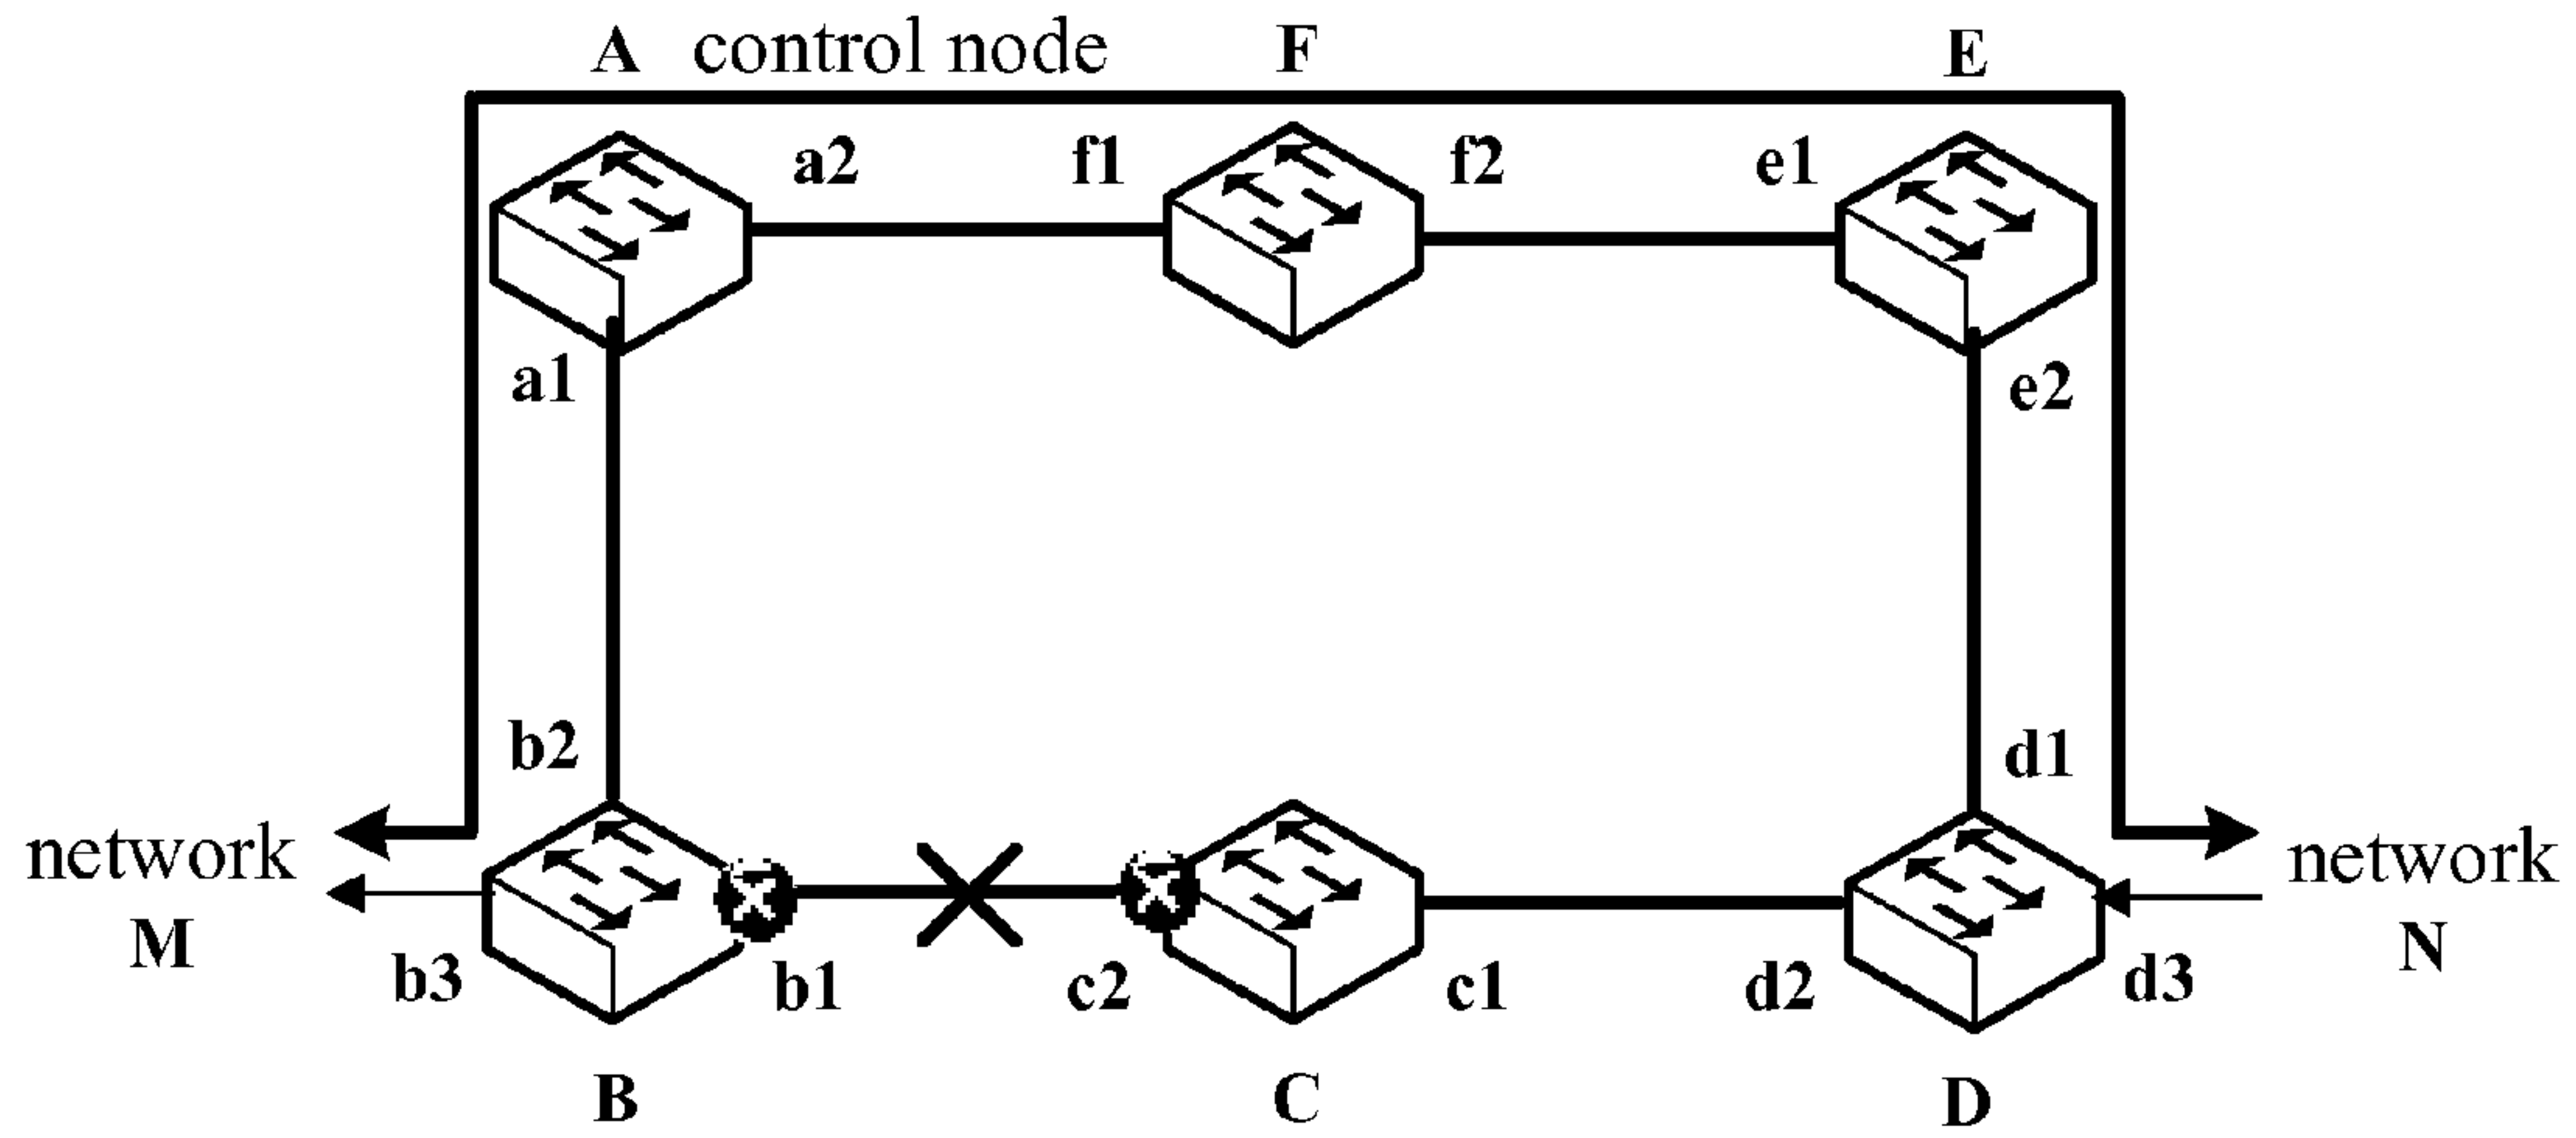 A control node F E
a2 f1 f2 e1
a1 e2
b2 d1
network M
network N
b3 b1 c2 c1 d2 d3
B C D